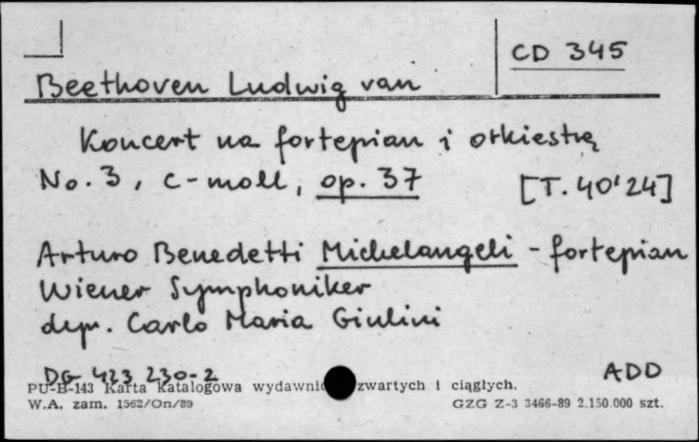 CD 345
Beethoven Ludwig van
Koncert na fortepian i orkiestrę
No. 3, c-moll, op. 37 [T. 40'24]
Arturo Benedetti Michelangeli - fortepian
Wiener Symphoniker
dyr. Carlo Maria Giulini
DG 423 230-2 ADD
PU-B-143 Karta Katalogowa wydawnic zwartych i ciągłych.
W.A. zam. 1562/On/89 GZG Z-3 3466-89 2.150.000 szt.